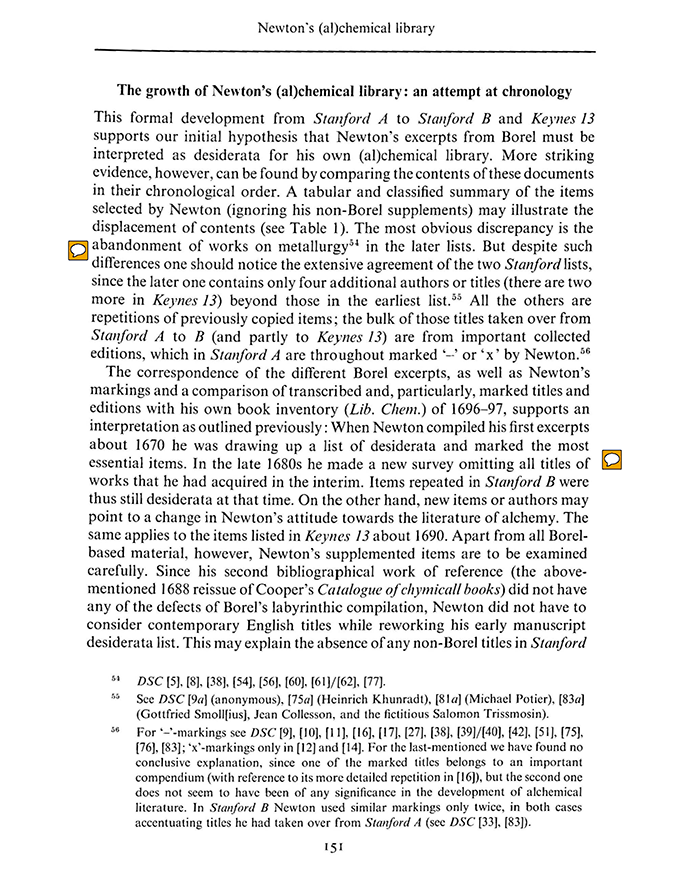 Newton's (al)chemical library
The growth of Newton's (al)chemical library: an attempt at chronology
This formal development from Stanford A to Stanford B and Keynes 13
supports our initial hypothesis that Newton's excerpts from Borel must be
interpreted as desiderata for his own (al)chemical library. More striking
evidence, however, can be found by comparing the contents of these documents
in their chronological order. A tabular and classified summary of the items
selected by Newton (ignoring his non-Borel supplements) may illustrate the
displacement of contents (see Table 1). The most obvious discrepancy is the
abandonment of works on metallurgy⁵⁴ in the later lists. But despite such
differences one should notice the extensive agreement of the two Stanford lists,
since the later one contains only four additional authors or titles (there are two
more in Keynes 13) beyond those in the earliest list.⁵⁵ All the others are
repetitions of previously copied items; the bulk of those titles taken over from
Stanford A to B (and partly to Keynes 13) are from important collected
editions, which in Stanford A are throughout marked '–' or 'x' by Newton.⁵⁶
The correspondence of the different Borel excerpts, as well as Newton's
markings and a comparison of transcribed and, particularly, marked titles and
editions with his own book inventory (Lib. Chem.) of 1696–97, supports an
interpretation as outlined previously: When Newton compiled his first excerpts
about 1670 he was drawing up a list of desiderata and marked the most
essential items. In the late 1680s he made a new survey omitting all titles of
works that he had acquired in the interim. Items repeated in Stanford B were
thus still desiderata at that time. On the other hand, new items or authors may
point to a change in Newton's attitude towards the literature of alchemy. The
same applies to the items listed in Keynes 13 about 1690. Apart from all Borel-
based material, however, Newton's supplemented items are to be examined
carefully. Since his second bibliographical work of reference (the above-
mentioned 1688 reissue of Cooper's Catalogue of chymicall books) did not have
any of the defects of Borel's labyrinthic compilation, Newton did not have to
consider contemporary English titles while reworking his early manuscript
desiderata list. This may explain the absence of any non-Borel titles in Stanford
⁵⁴ DSC [5], [8], [38], [54], [56], [60], [61]/[62], [77].
⁵⁵ See DSC [9a] (anonymous), [75a] (Heinrich Khunradt), [81a] (Michael Potier), [83a]
(Gottfried Smoll[ius], Jean Collesson, and the fictitious Salomon Trissmosin).
⁵⁶ For '–'-markings see DSC [9], [10], [11], [16], [17], [27], [38], [39]/[40], [42], [51], [75],
[76], [83]; 'x'-markings only in [12] and [14]. For the last-mentioned we have found no
conclusive explanation, since one of the marked titles belongs to an important
compendium (with reference to its more detailed repetition in [16]), but the second one
does not seem to have been of any significance in the development of alchemical
literature. In Stanford B Newton used similar markings only twice, in both cases
accentuating titles he had taken over from Stanford A (see DSC [33], [83]).
151